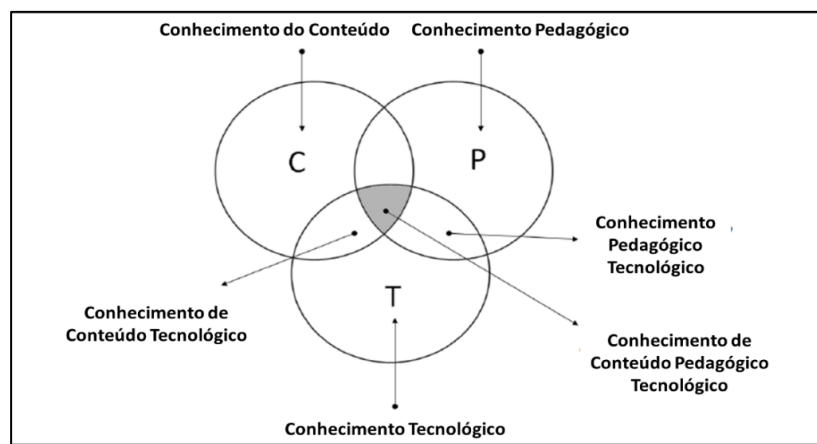 Conhecimento do Conteúdo
Conhecimento Pedagógico
C
P
Conhecimento
Pedagógico
Tecnológico
T
Conhecimento de
Conteúdo Tecnológico
Conhecimento de
Conteúdo Pedagógico
Tecnológico
Conhecimento Tecnológico